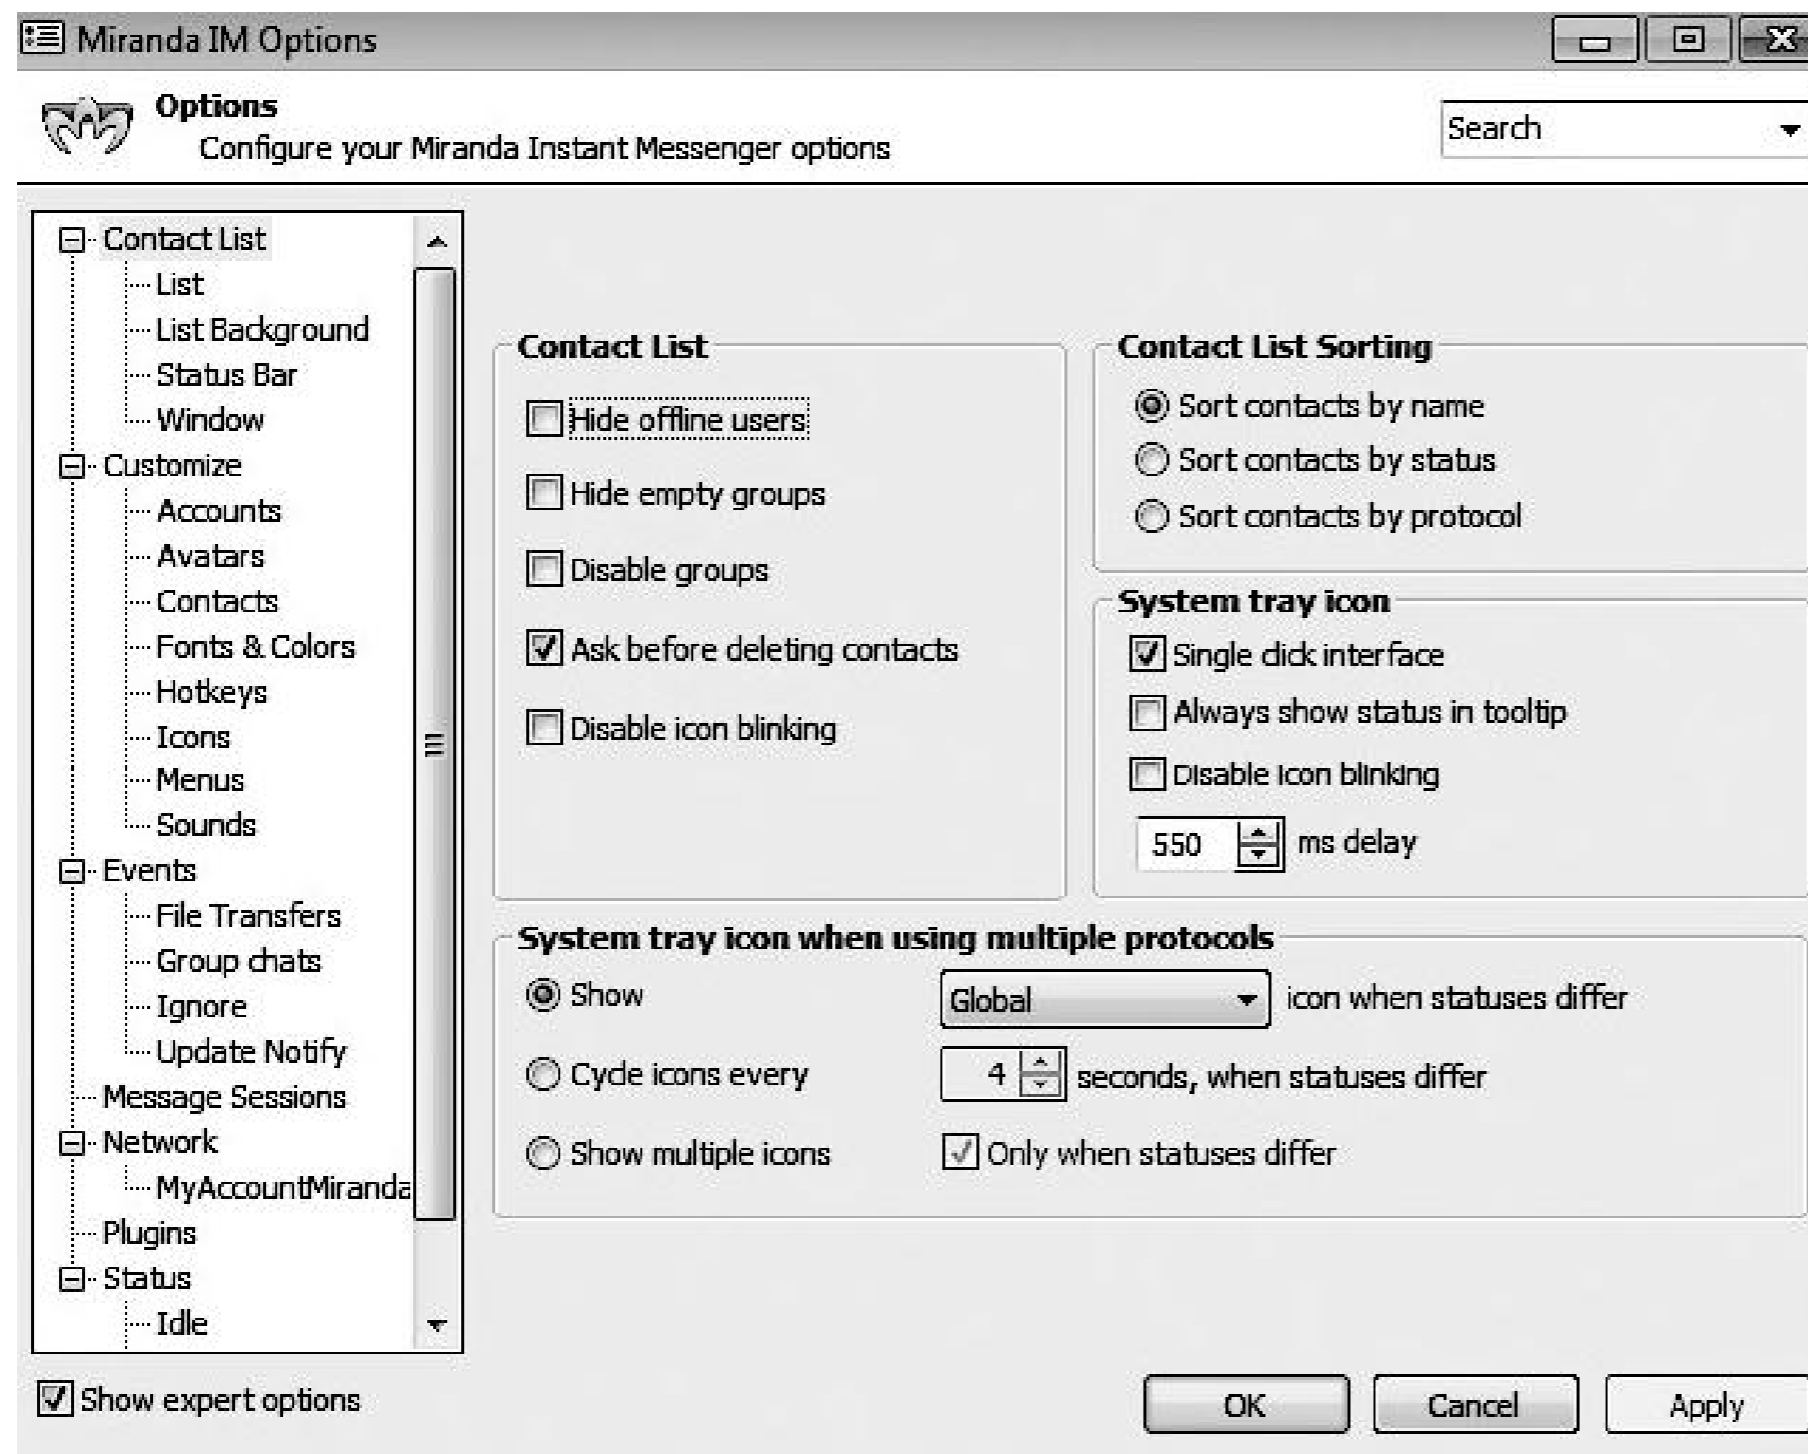 Miranda IM Options
Options
Configure your Miranda Instant Messenger options
Search
Contact List
List
List Background
Status Bar
Window
Customize
Accounts
Avatars
Contacts
Fonts & Colors
Hotkeys
Icons
Menus
Sounds
Events
File Transfers
Group chats
Ignore
Update Notify
Message Sessions
Network
MyAccountMiranda
Plugins
Status
Idle
Show expert options
Contact List
Hide offline users
Hide empty groups
Disable groups
Ask before deleting contacts
Disable icon blinking
Contact List Sorting
Sort contacts by name
Sort contacts by status
Sort contacts by protocol
System tray icon
Single click interface
Always show status in tooltip
Disable icon blinking
550 ms delay
System tray icon when using multiple protocols
Show Global icon when statuses differ
Cycle icons every 4 seconds, when statuses differ
Show multiple icons Only when statuses differ
OK Cancel Apply